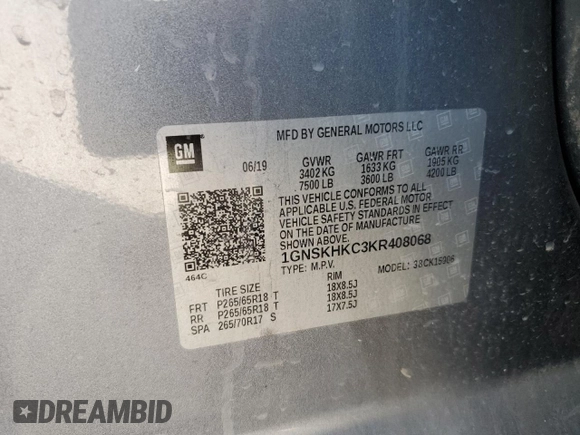 GM
MFD BY GENERAL MOTORS LLC
06/19
GVWR GAWR FRT GAWR RR
3402 KG 1633 KG 1905 KG
7500 LB 3600 LB 4200 LB
THIS VEHICLE CONFORMS TO ALL
APPLICABLE U.S. FEDERAL MOTOR
VEHICLE SAFETY STANDARDS IN EFFECT
ON THE DATE OF MANUFACTURE
SHOWN ABOVE.
1GNSKHKC3KR408068
TYPE: M.P.V. MODEL:
464C
TIRE SIZE RIM
FRT P265/65R18 T 18X8.5J
RR P265/65R18 T 18X8.5J
SPA 265/70R17 S 17X7.5J
DREAMBID